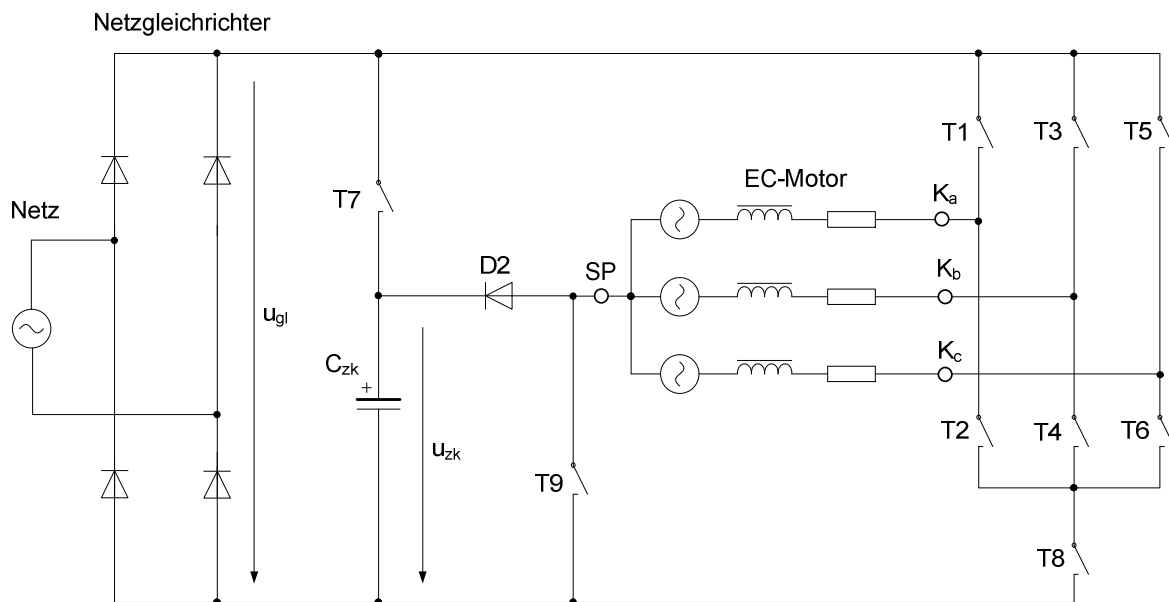 Netzgleichrichter
T1
T3
T5
EC-Motor
T7
Ka
Netz
D2
SP
Kb
ugl
Czk
+
Kc
uzk
T2
T4
T6
T9
T8